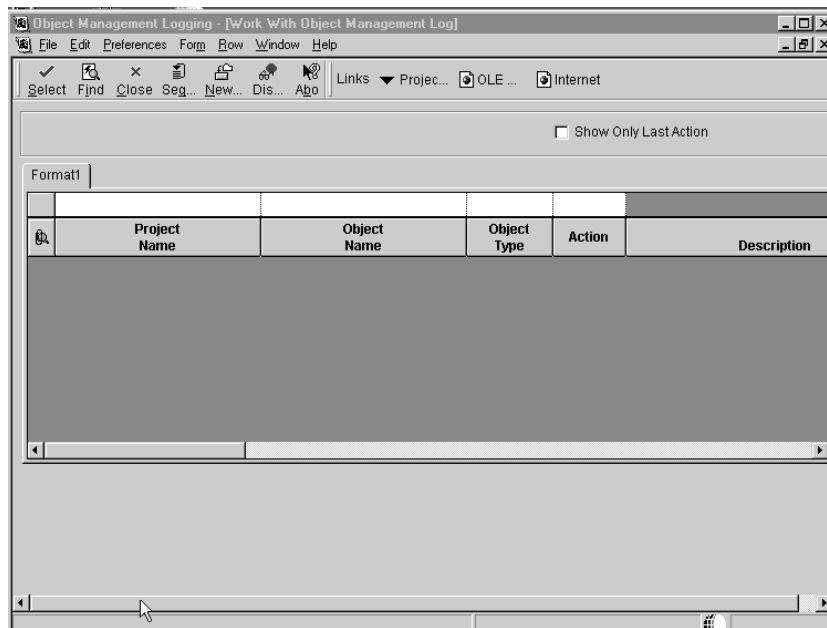 Object Management Logging - [Work With Object Management Log]
File Edit Preferences Form Row Window Help
Select Find Close Seq... New... Dis... Abo Links Projec... OLE ... Internet
Show Only Last Action
Format1
Project Name Object Name Object Type Action Description